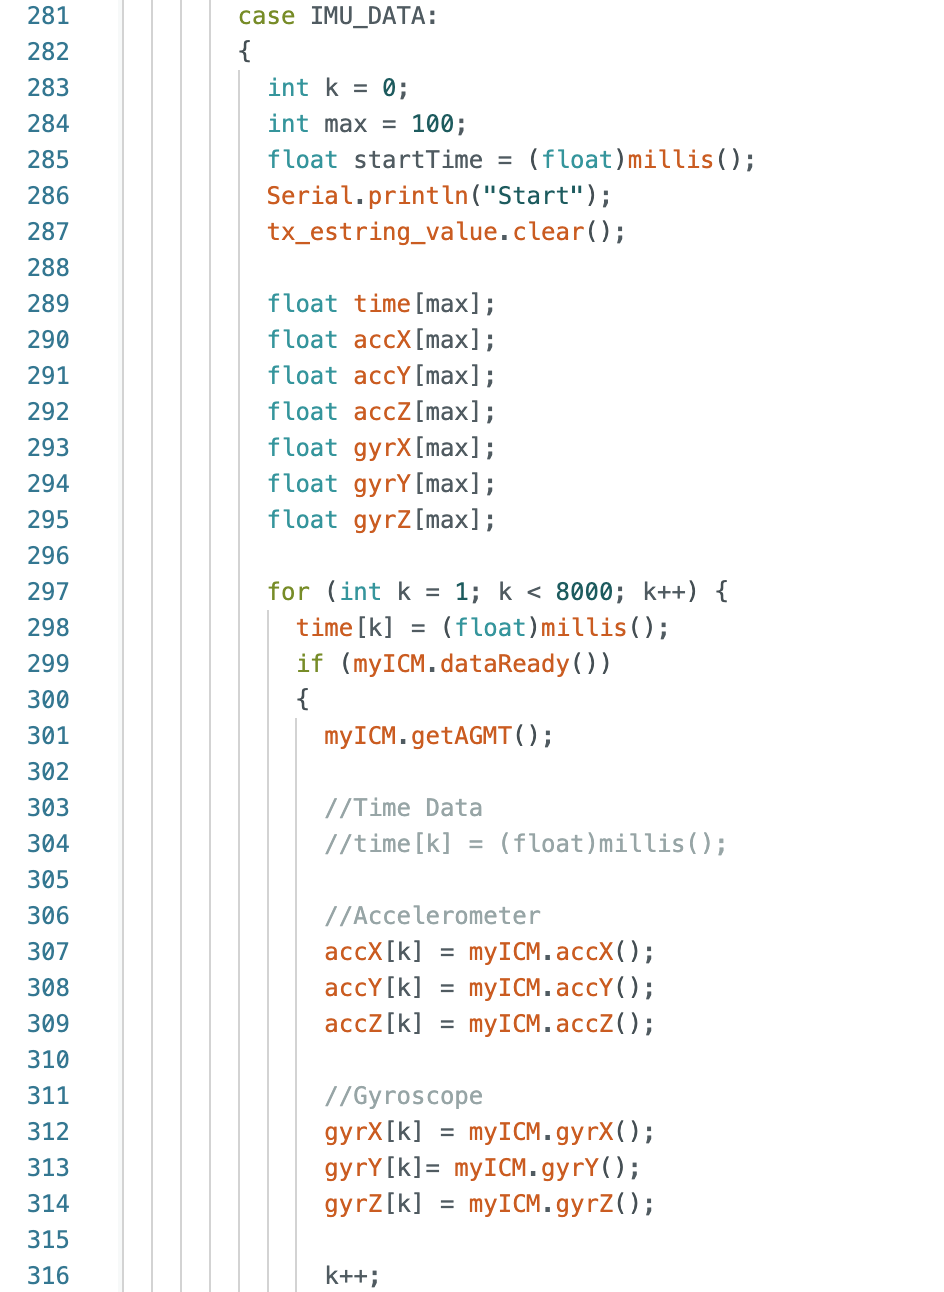 281 case IMU_DATA:
282 {
283 int k = 0;
284 int max = 100;
285 float startTime = (float)millis();
286 Serial.println("Start");
287 tx_estring_value.clear();
288
289 float time[max];
290 float accX[max];
291 float accY[max];
292 float accZ[max];
293 float gyrX[max];
294 float gyrY[max];
295 float gyrZ[max];
296
297 for (int k = 1; k < 8000; k++) {
298 time[k] = (float)millis();
299 if (myICM.dataReady())
300 {
301 myICM.getAGMT();
302
303 //Time Data
304 //time[k] = (float)millis();
305
306 //Accelerometer
307 accX[k] = myICM.accX();
308 accY[k] = myICM.accY();
309 accZ[k] = myICM.accZ();
310
311 //Gyroscope
312 gyrX[k] = myICM.gyrX();
313 gyrY[k]= myICM.gyrY();
314 gyrZ[k] = myICM.gyrZ();
315
316 k++;